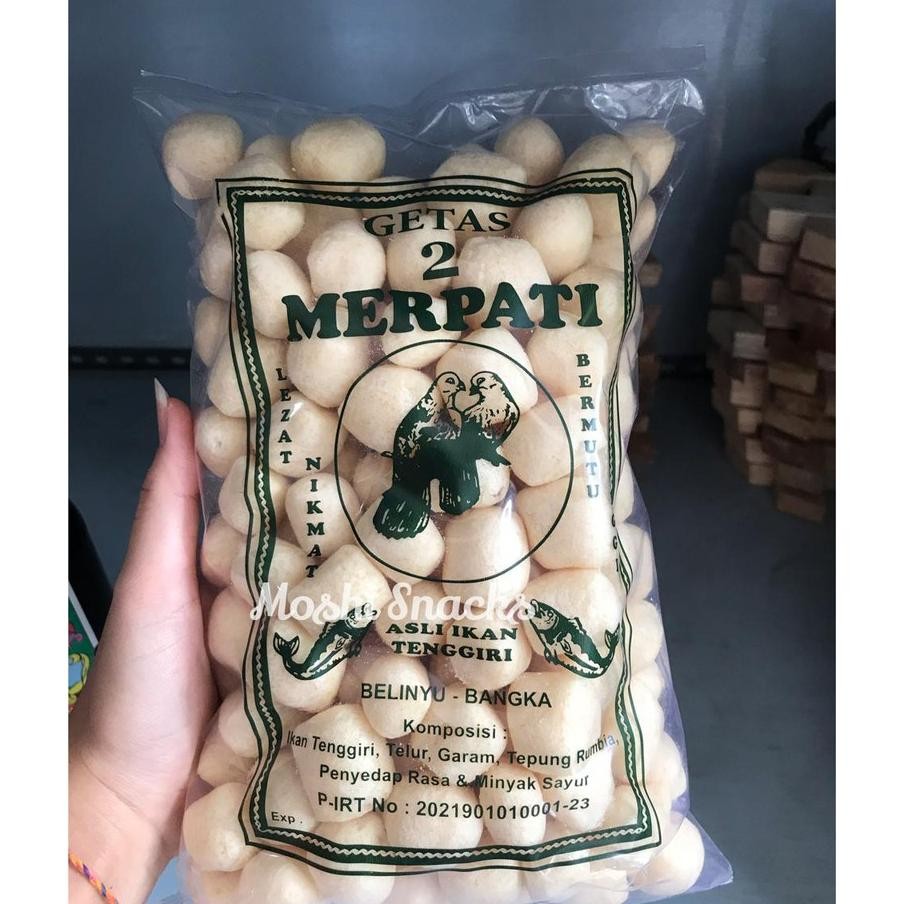 GETAS
2
MERPATI
LEZAT
NIKMAT
BERMUTU
Moshi Snacks
ASLI IKAN
TENGGIRI
BELINYU - BANGKA
Komposisi :
Ikan Tenggiri, Telur, Garam, Tepung Rumbia,
Penyedap Rasa & Minyak Sayur
P-IRT No : 2021901010001-23
Exp .